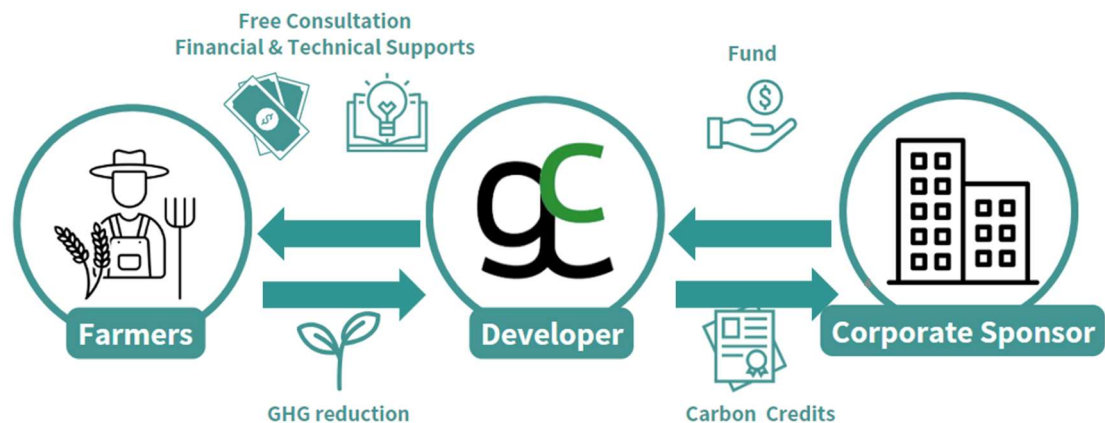 Free Consultation
Financial & Technical Supports
Fund
gc
Farmers
Developer
Corporate Sponsor
GHG reduction
Carbon Credits